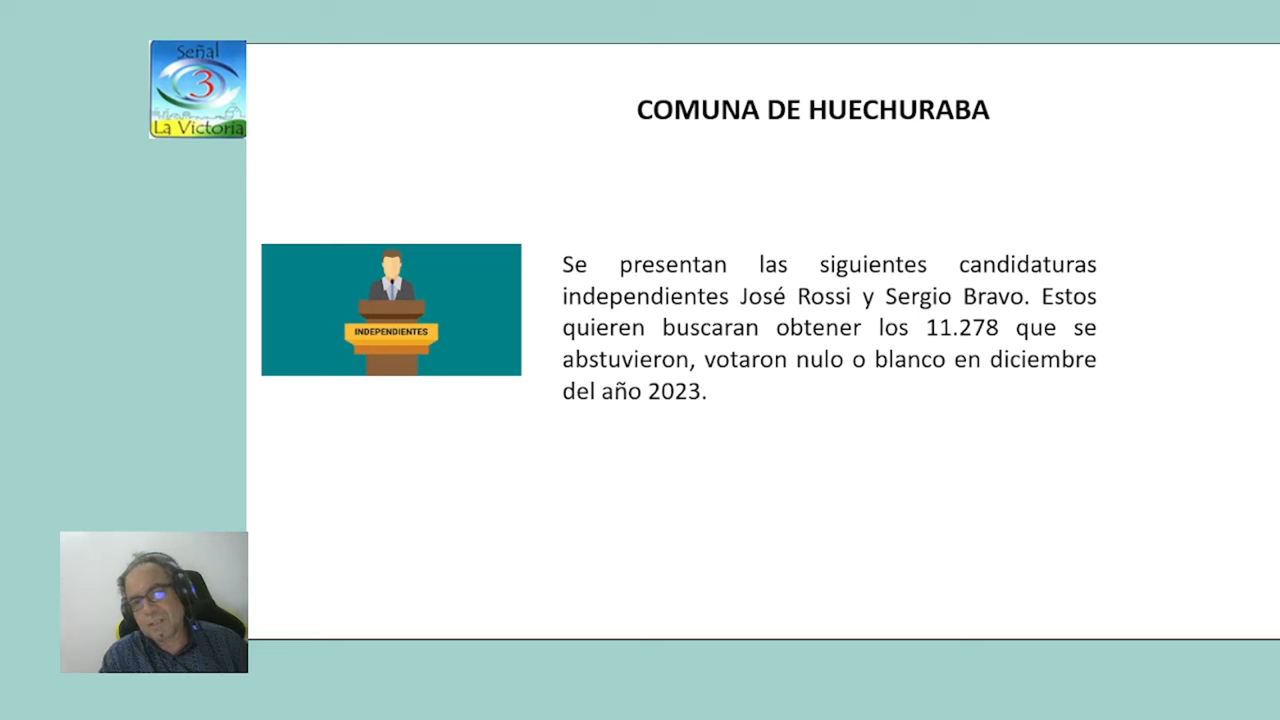 Señal
3
La Victoria
COMUNA DE HUECHURABA
INDEPENDIENTES
Se presentan las siguientes candidaturas
independientes José Rossi y Sergio Bravo. Estos
quieren buscaran obtener los 11.278 que se
abstuvieron, votaron nulo o blanco en diciembre
del año 2023.